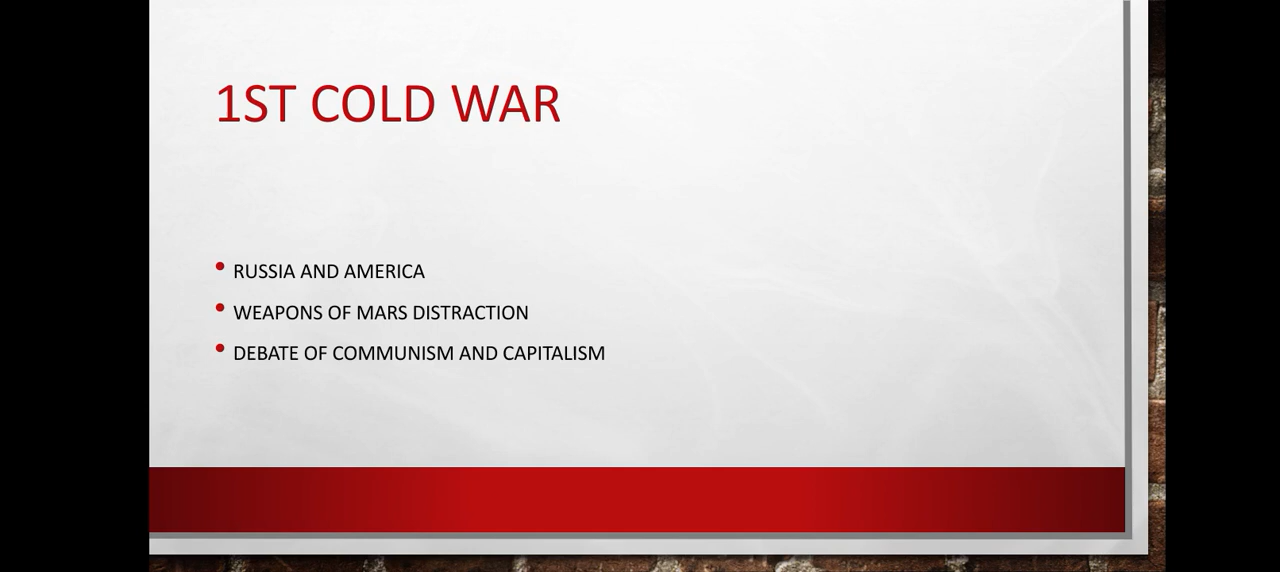 1ST COLD WAR
RUSSIA AND AMERICA
WEAPONS OF MARS DISTRACTION
DEBATE OF COMMUNISM AND CAPITALISM